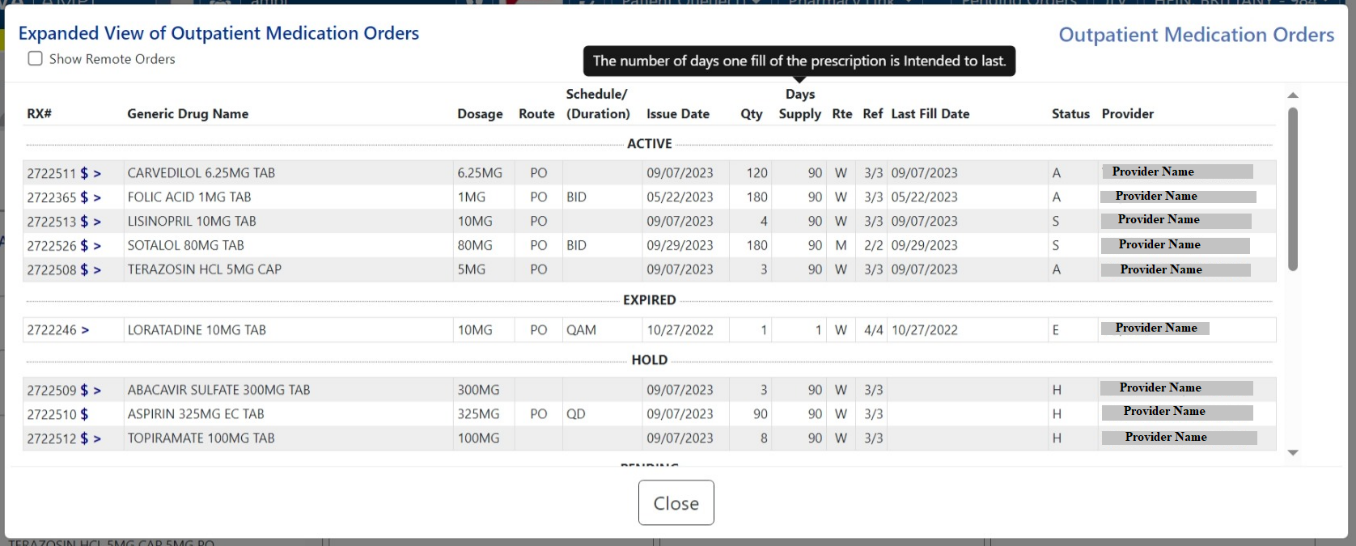 Expanded View of Outpatient Medication Orders
Outpatient Medication Orders
Show Remote Orders
The number of days one fill of the prescription is Intended to last.
RX# Generic Drug Name Dosage Route Schedule/ (Duration) Issue Date Qty Days Supply Rte Ref Last Fill Date Status Provider
ACTIVE
2722511 $ > CARVEDILOL 6.25MG TAB 6.25MG PO 09/07/2023 120 90 W 3/3 09/07/2023 A Provider Name
2722365 $ > FOLIC ACID 1MG TAB 1MG PO BID 05/22/2023 180 90 W 3/3 05/22/2023 A Provider Name
2722513 $ > LISINOPRIL 10MG TAB 10MG PO 09/07/2023 4 90 W 3/3 09/07/2023 S Provider Name
2722526 $ > SOTALOL 80MG TAB 80MG PO BID 09/29/2023 180 90 M 2/2 09/29/2023 S Provider Name
2722508 $ > TERAZOSIN HCL 5MG CAP 5MG PO 09/07/2023 3 90 W 3/3 09/07/2023 A Provider Name
EXPIRED
2722246 > LORATADINE 10MG TAB 10MG PO QAM 10/27/2022 1 1 W 4/4 10/27/2022 E Provider Name
HOLD
2722509 $ > ABACAVIR SULFATE 300MG TAB 300MG 09/07/2023 3 90 W 3/3 H Provider Name
2722510 $ ASPIRIN 325MG EC TAB 325MG PO QD 09/07/2023 90 90 W 3/3 H Provider Name
2722512 $ > TOPIRAMATE 100MG TAB 100MG 09/07/2023 8 90 W 3/3 H Provider Name
PENDING
Close
TERAZOSIN HCL 5MG CAP 5MG PO